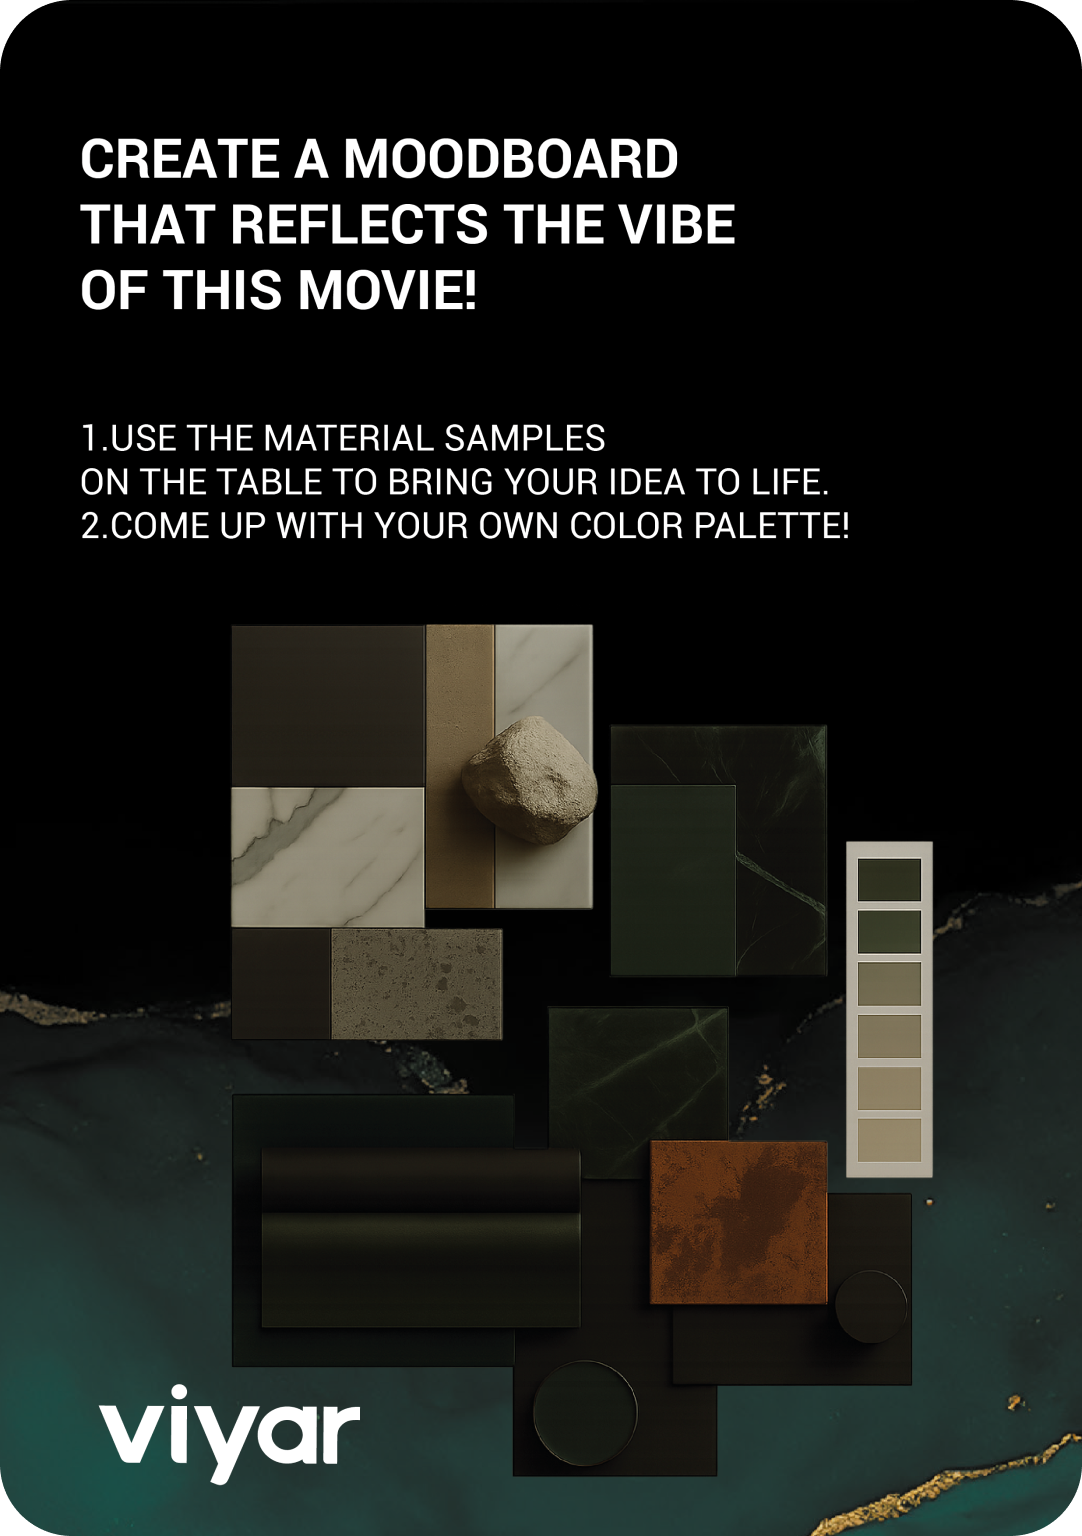 CREATE A MOODBOARD
THAT REFLECTS THE VIBE
OF THIS MOVIE!
1.USE THE MATERIAL SAMPLES
ON THE TABLE TO BRING YOUR IDEA TO LIFE.
2.COME UP WITH YOUR OWN COLOR PALETTE!
viyar